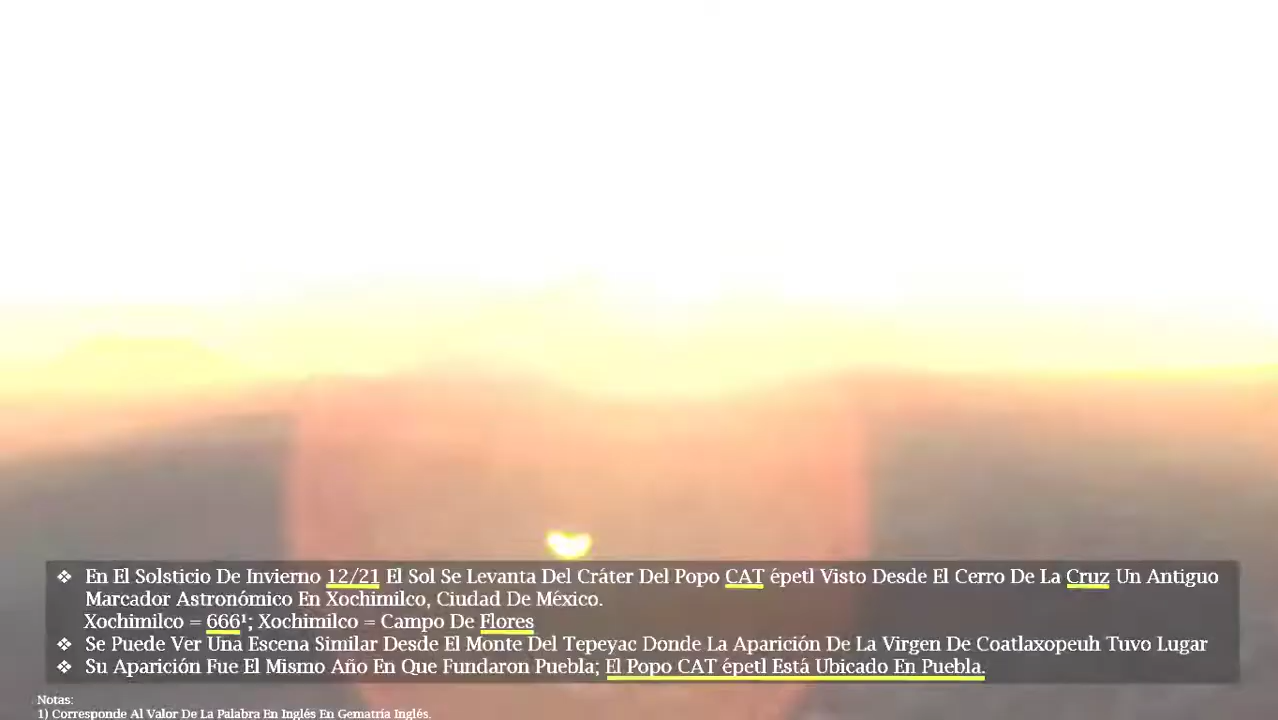 ❖ En El Solsticio De Invierno 12/21 El Sol Se Levanta Del Cráter Del Popo CAT épetl Visto Desde El Cerro De La Cruz Un Antiguo
Marcador Astronómico En Xochimilco, Ciudad De México.
Xochimilco = 666¹; Xochimilco = Campo De Flores
❖ Se Puede Ver Una Escena Similar Desde El Monte Del Tepeyac Donde La Aparición De La Virgen De Coatlaxopeuh Tuvo Lugar
❖ Su Aparición Fue El Mismo Año En Que Fundaron Puebla; El Popo CAT épetl Está Ubicado En Puebla.
Notas:
1) Corresponde Al Valor De La Palabra En Inglés En Gematría Inglés.